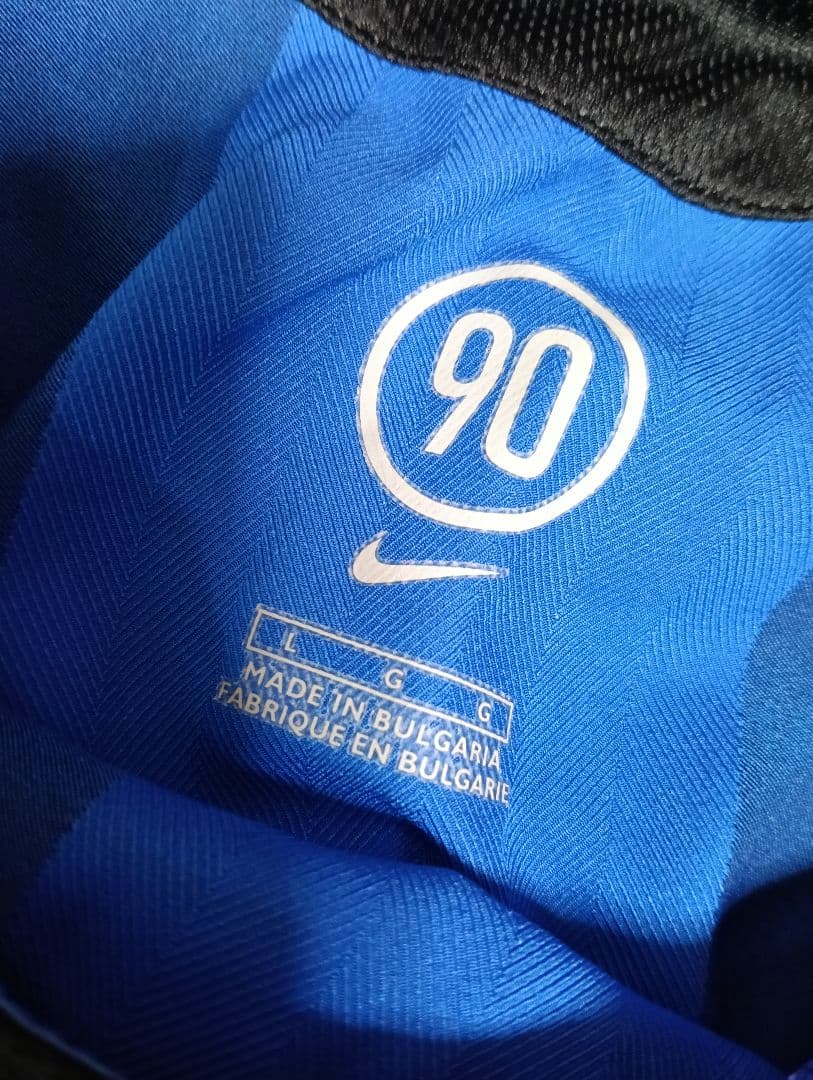 90
L G G
MADE IN BULGARIA
FABRIQUE EN BULGARIE